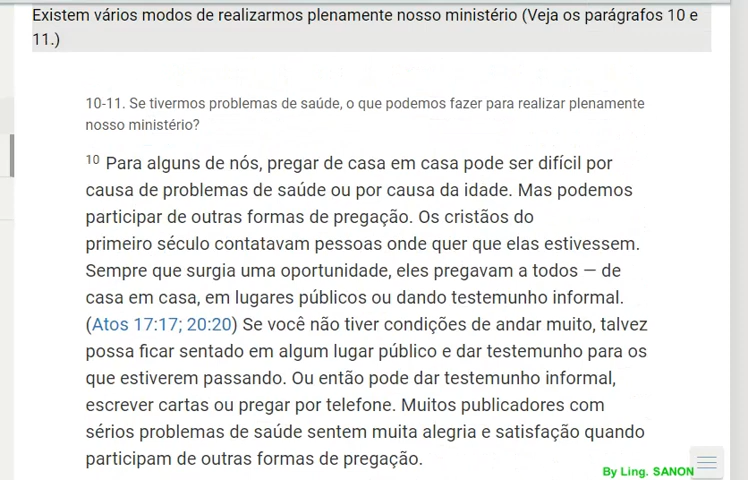 Existem vários modos de realizarmos plenamente nosso ministério (Veja os parágrafos 10 e
11.)
10-11. Se tivermos problemas de saúde, o que podemos fazer para realizar plenamente
nosso ministério?
10 Para alguns de nós, pregar de casa em casa pode ser difícil por
causa de problemas de saúde ou por causa da idade. Mas podemos
participar de outras formas de pregação. Os cristãos do
primeiro século contatavam pessoas onde quer que elas estivessem.
Sempre que surgia uma oportunidade, eles pregavam a todos — de
casa em casa, em lugares públicos ou dando testemunho informal.
(Atos 17:17; 20:20) Se você não tiver condições de andar muito, talvez
possa ficar sentado em algum lugar público e dar testemunho para os
que estiverem passando. Ou então pode dar testemunho informal,
escrever cartas ou pregar por telefone. Muitos publicadores com
sérios problemas de saúde sentem muita alegria e satisfação quando
participam de outras formas de pregação.
By Ling. SANON